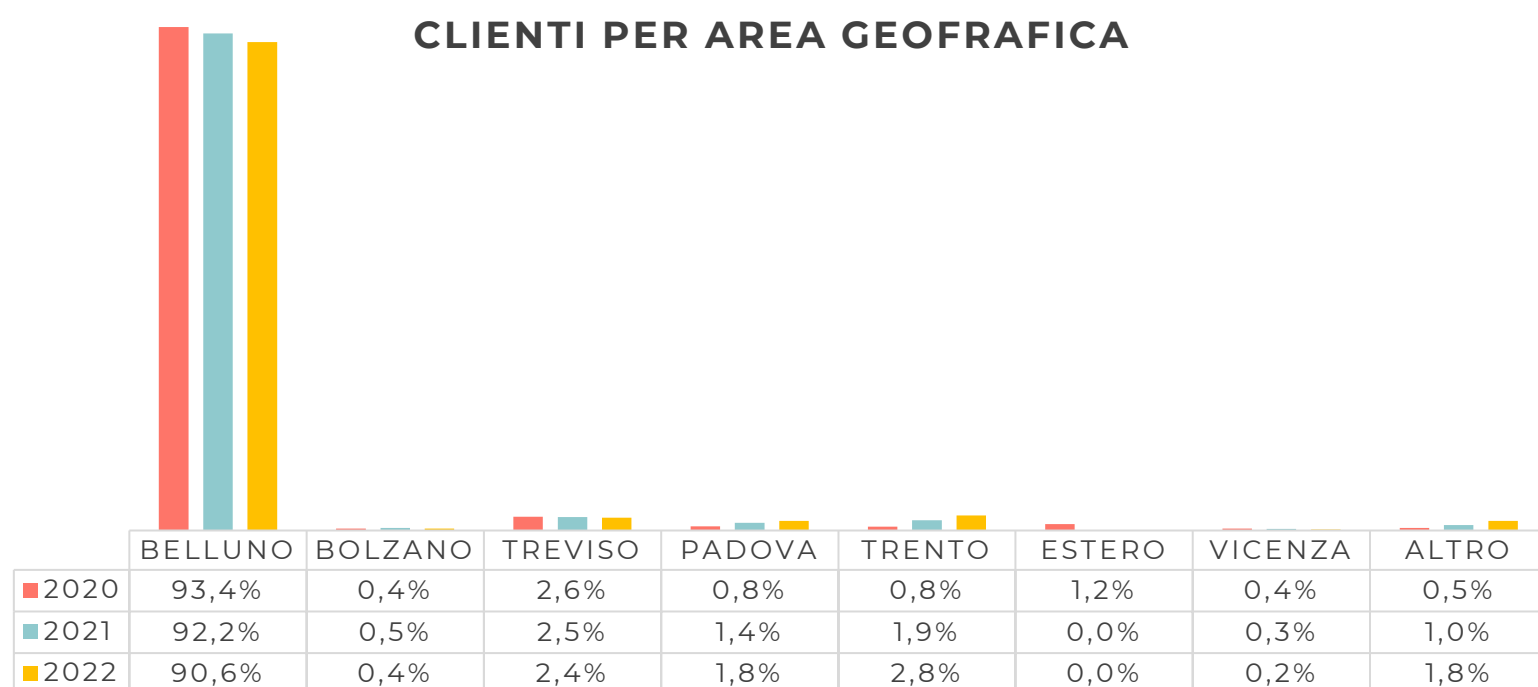 CLIENTI PER AREA GEOFRAFICA
BELLUNO BOLZANO TREVISO PADOVA TRENTO ESTERO VICENZA ALTRO
2020 93,4% 0,4% 2,6% 0,8% 0,8% 1,2% 0,4% 0,5%
2021 92,2% 0,5% 2,5% 1,4% 1,9% 0,0% 0,3% 1,0%
2022 90,6% 0,4% 2,4% 1,8% 2,8% 0,0% 0,2% 1,8%